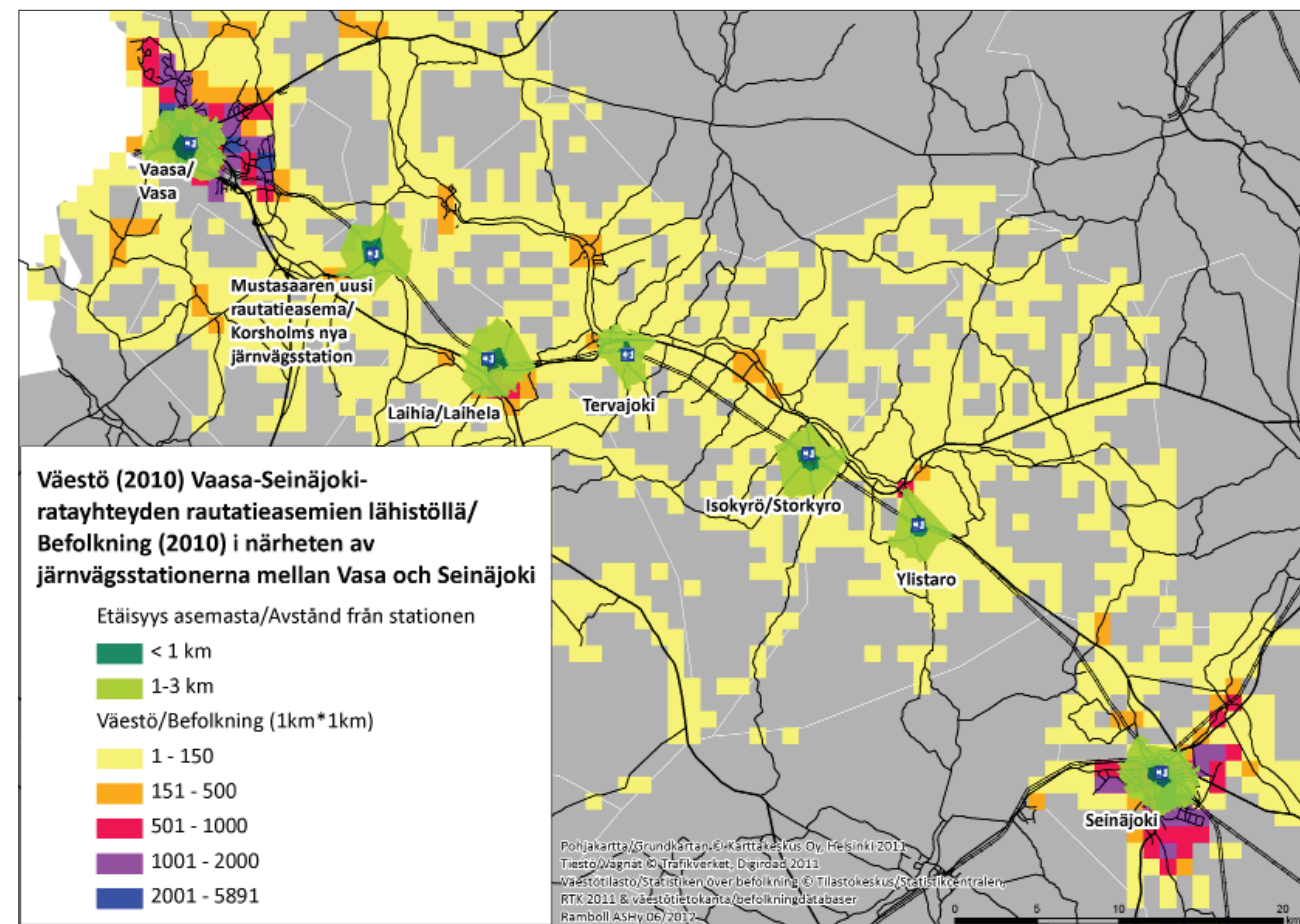 Vaasa/
Vasa
Mustasaaren uusi
rautatieasema/
Korsholms nya
järnvägsstation
Laihia/Laihela
Tervajoki
Isokyrö/Storkyro
Ylistaro
Seinäjoki
Väestö (2010) Vaasa-Seinäjoki-
ratayhteyden rautatieasemien lähistöllä/
Befolkning (2010) i närheten av
järnvägsstationerna mellan Vasa och Seinäjoki
Etäisyys asemasta/Avstånd från stationen
< 1 km
1-3 km
Väestö/Befolkning (1km*1km)
1 - 150
151 - 500
501 - 1000
1001 - 2000
2001 - 5891
Pohjakartta/Grundkartan © Karttakeskus Oy, Helsinki 2011
Tiestö/Vägnät © Trafikverket, Digiroad 2011
Väestötilasto/Statistiken över befolkning © Tilastokeskus/Statistikcentralen,
RTK 2011 & väestötietokanta/befolkningdatabaser
Ramboll ASHy 06/2012
0 5 10 20
km